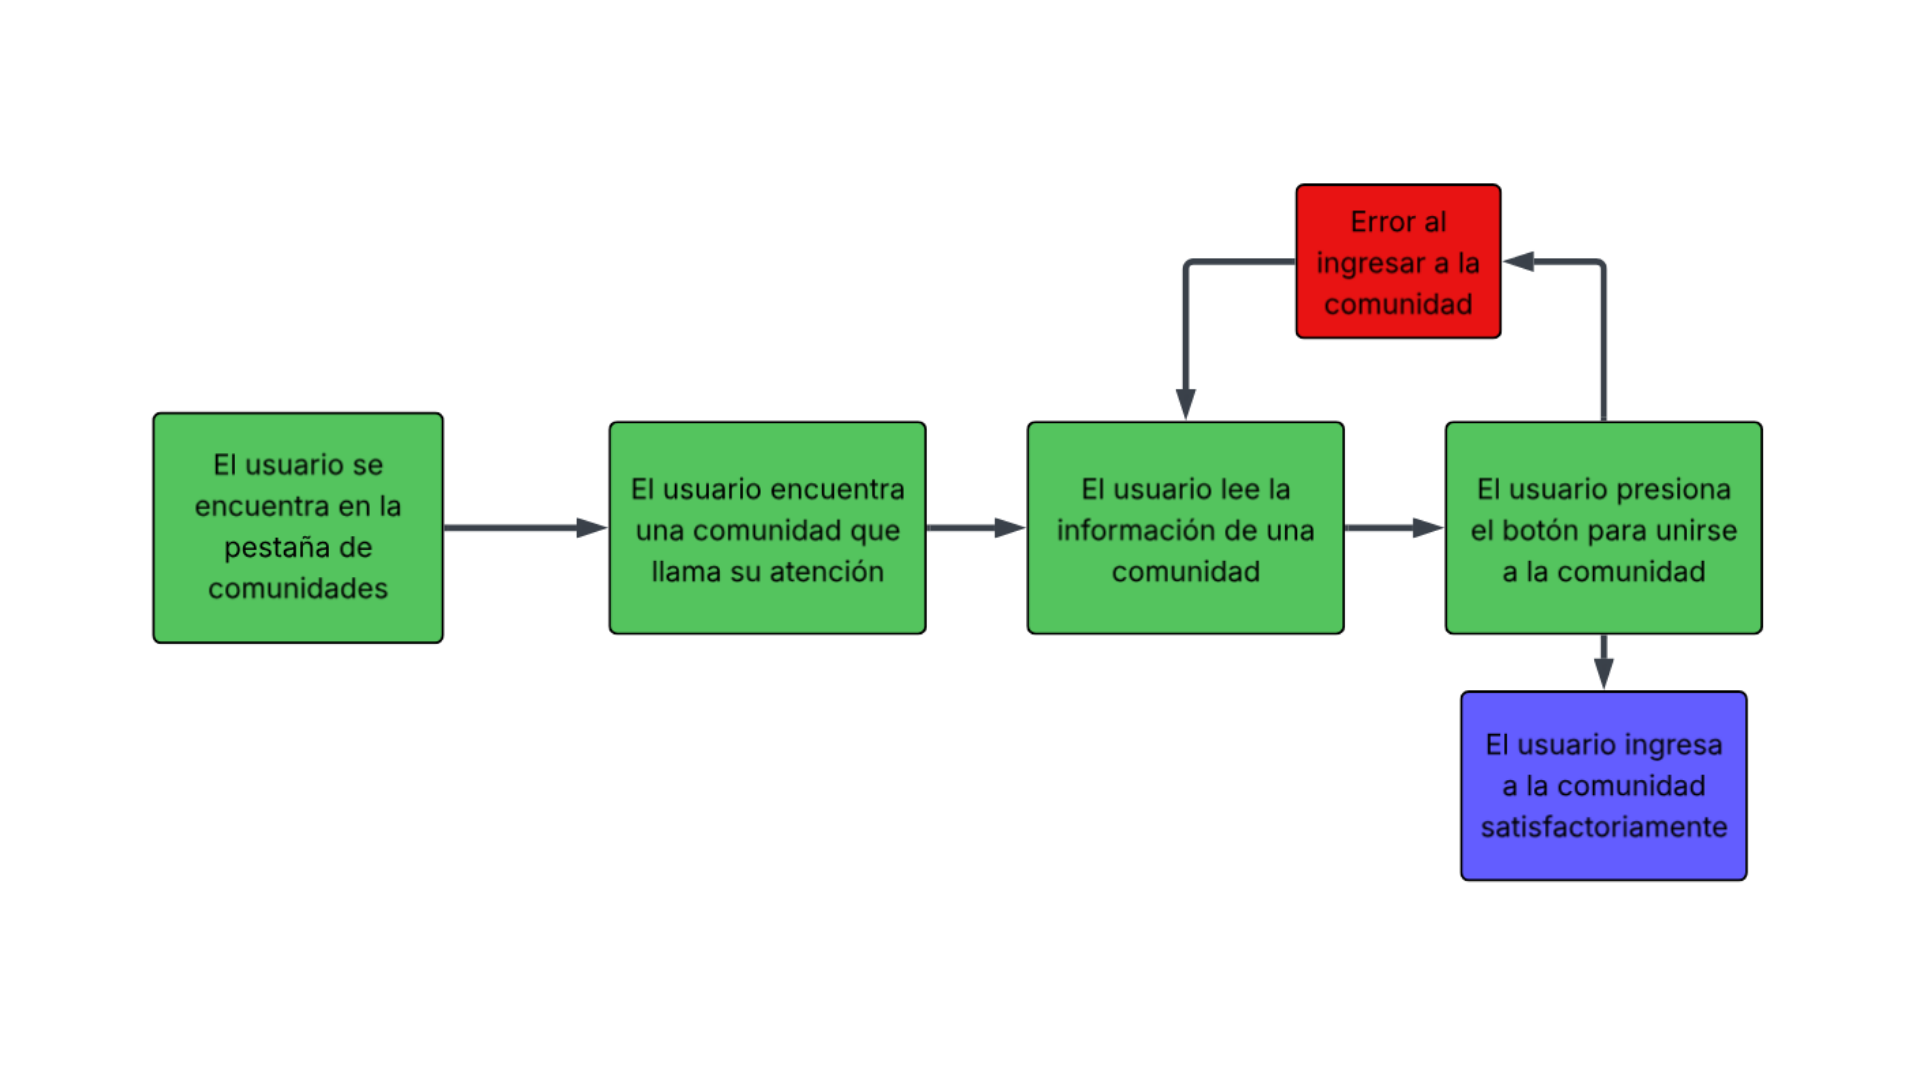 El usuario se
encuentra en la
pestaña de
comunidades
El usuario encuentra
una comunidad que
llama su atención
El usuario lee la
información de una
comunidad
El usuario presiona
el botón para unirse
a la comunidad
Error al
ingresar a la
comunidad
El usuario ingresa
a la comunidad
satisfactoriamente